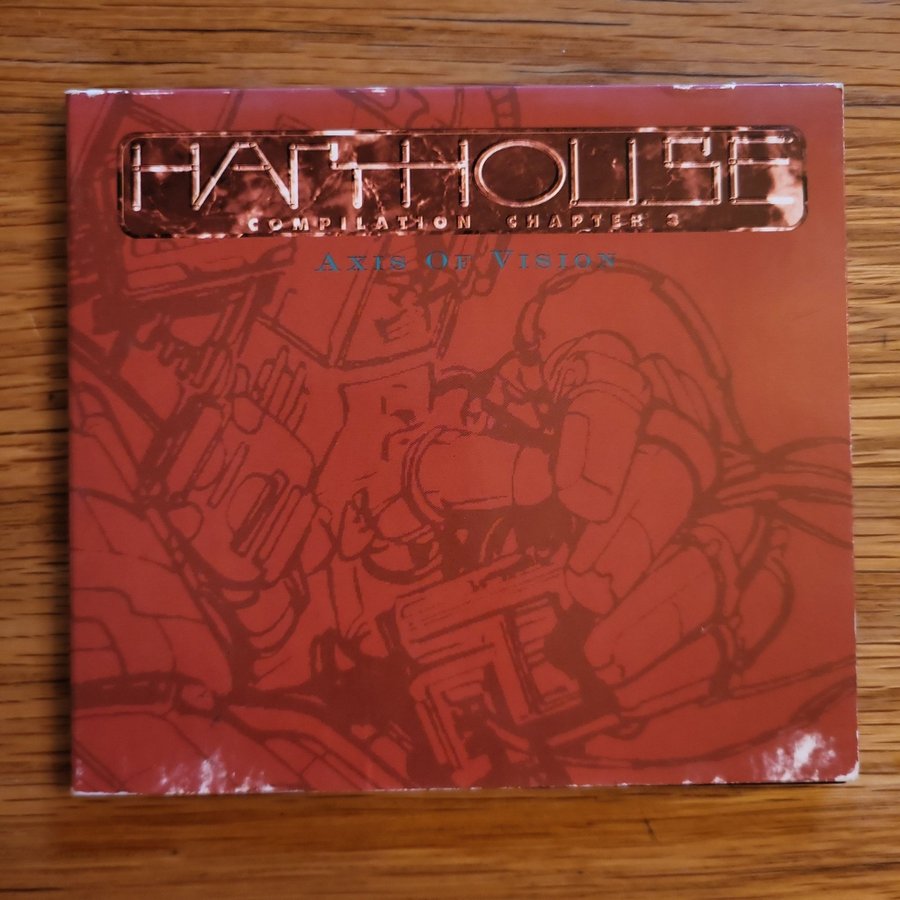 HARTHOUSE
COMPILATION CHAPTER 3
AXIS OF VISION